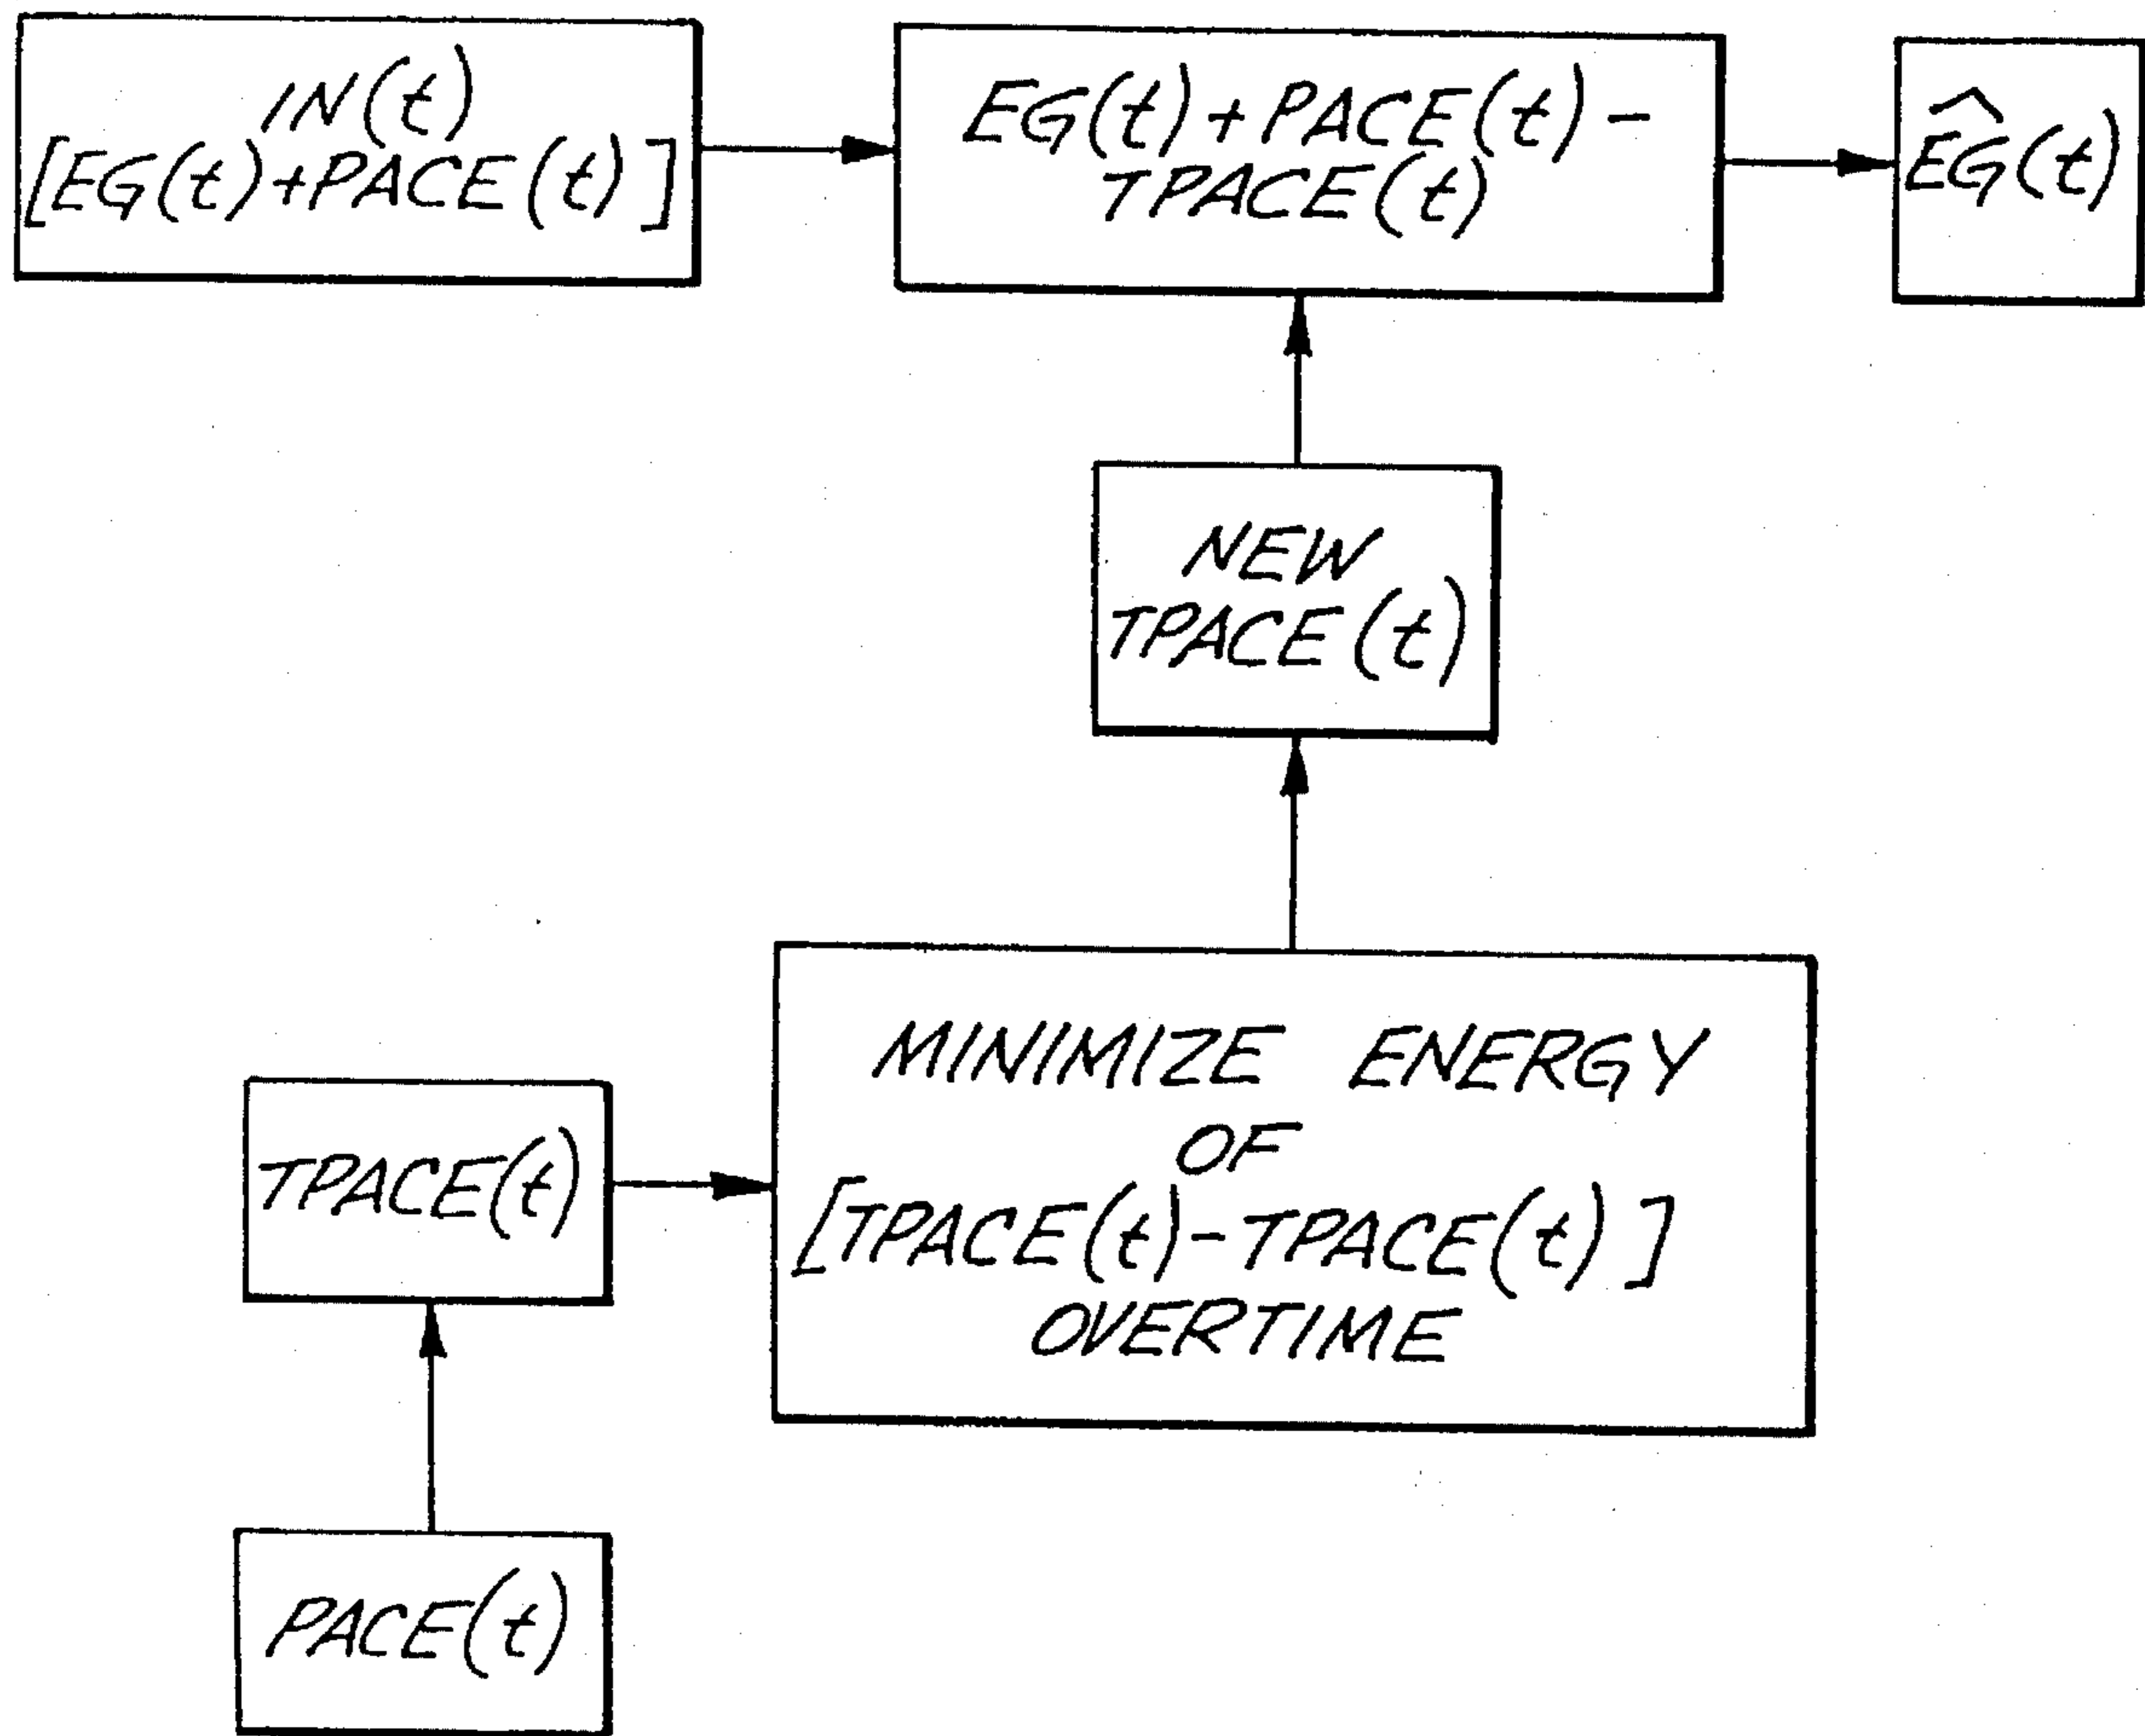 IN(t)
[EG(t)+PACE(t)]
EG(t)+PACE(t)-
TPACE(t)
ÊG(t)
NEW
TPACE(t)
MINIMIZE ENERGY
OF
[TPACE(t)-TPACE(t)]
OVERTIME
TPACE(t)
PACE(t)